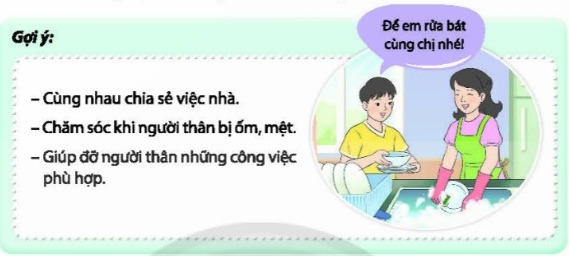 Gợi ý:
Để em rửa bát
cùng chị nhé!
– Cùng nhau chia sẻ việc nhà.
– Chăm sóc khi người thân bị ốm, mệt.
– Giúp đỡ người thân những công việc
phù hợp.